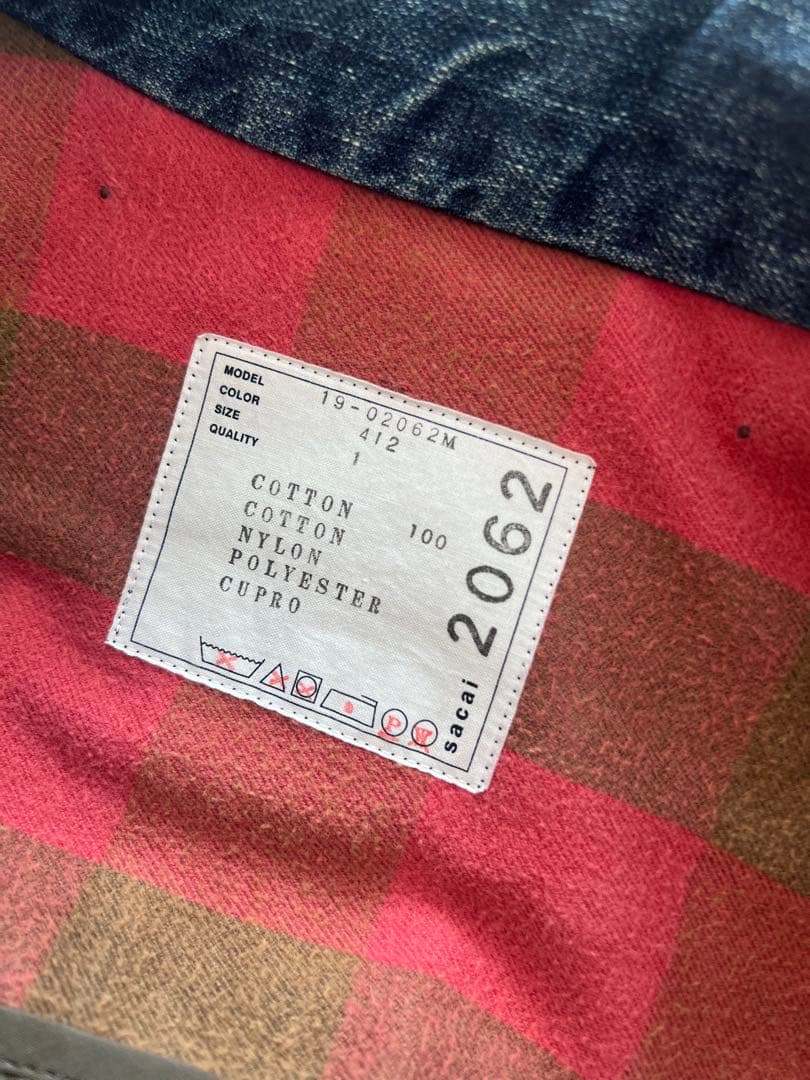 MODEL 19-02062M
COLOR 412
SIZE 1
QUALITY
COTTON
COTTON 100
NYLON
POLYESTER
CUPRO
P W
sacai 2062